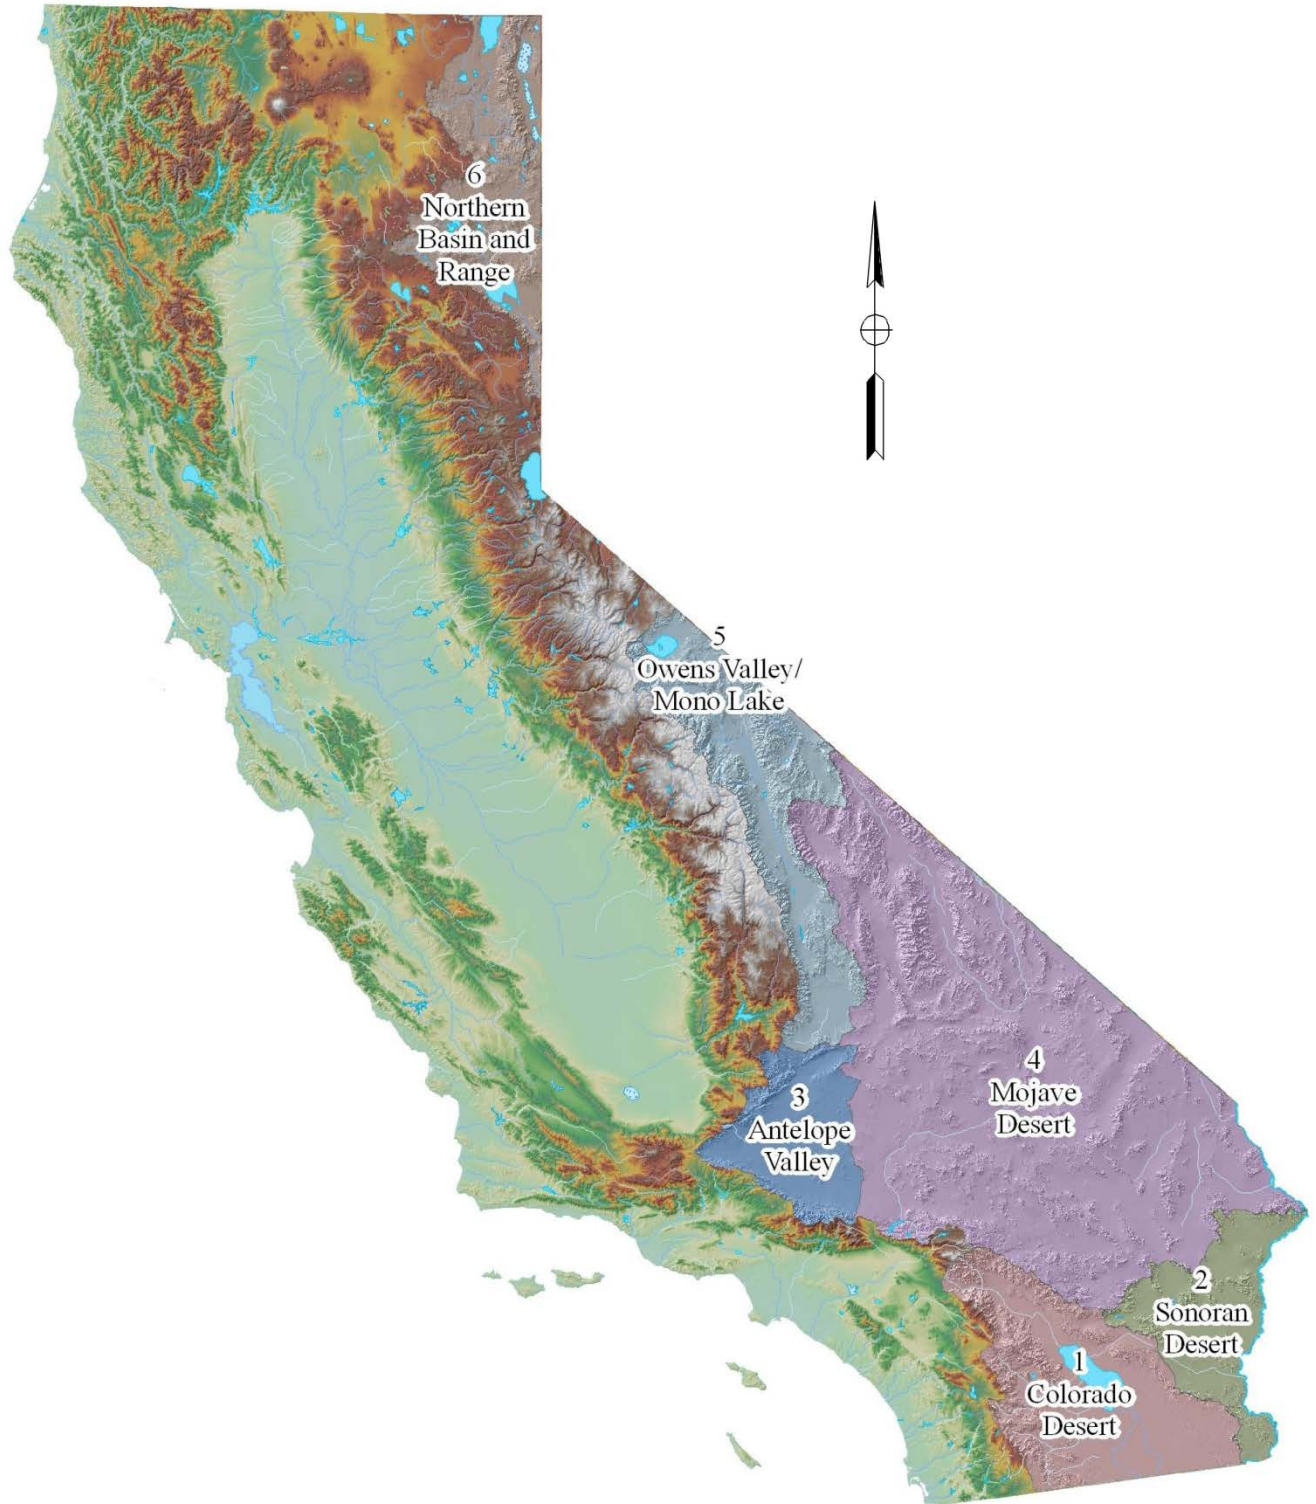 6
Northern
Basin and
Range
5
Owens Valley/
Mono Lake
4
Mojave
Desert
3
Antelope
Valley
2
Sonoran
Desert
1
Colorado
Desert